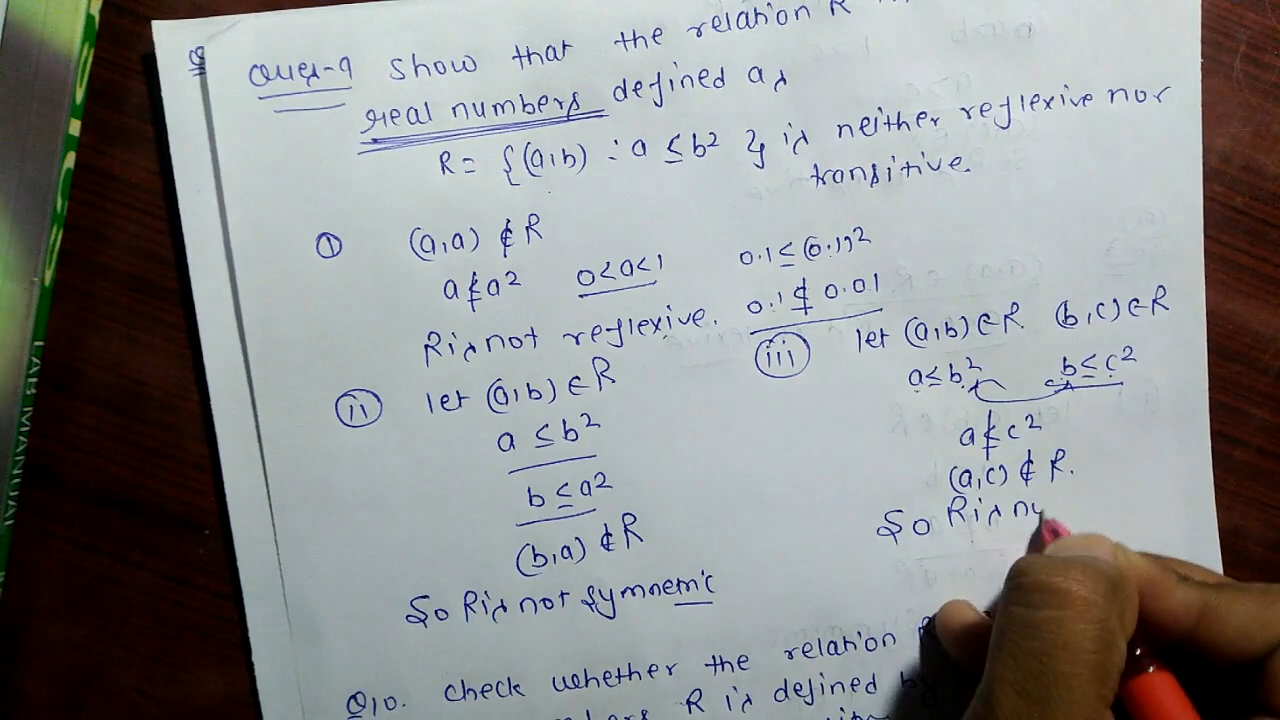 Ques-9 Show that the relation R
real numbers defined as
R = {(a,b) : a ≤ b² } is neither reflexive nor
transitive.
① (a,a) ∉ R
a ≰ a² 0<a<1 0.1 ≤ (0.1)²
R is not reflexive. 0.1 ≰ 0.01
(ii) let (a,b) ∈ R
a ≤ b²
b ≤ a²
(b,a) ∉ R
So R is not symmetric
(iii) let (a,b) ∈ R (b,c) ∈ R
a ≤ b² b ≤ c²
a ≰ c²
(a,c) ∉ R.
So R is
Q10. Check whether the relation
R is defined
LAB MANUAL